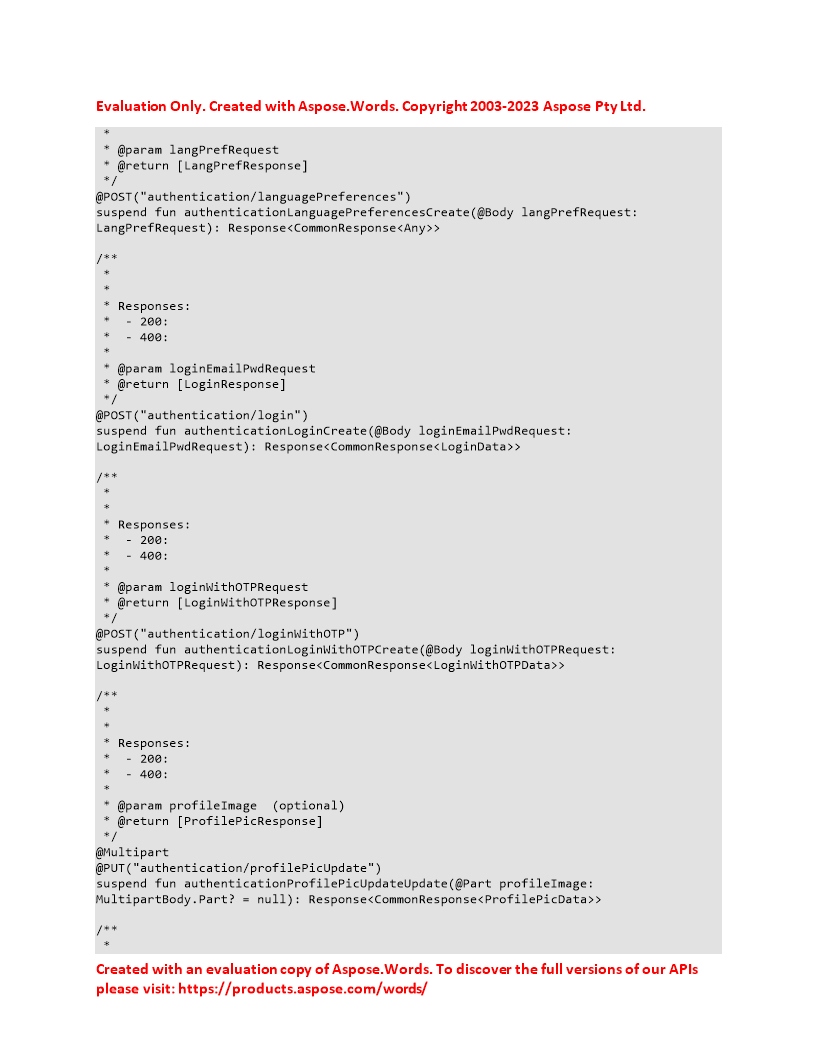 Evaluation Only. Created with Aspose.Words. Copyright 2003-2023 Aspose Pty Ltd.
 *
 * @param langPrefRequest
 * @return [LangPrefResponse]
 */
@POST("authentication/languagePreferences")
suspend fun authenticationLanguagePreferencesCreate(@Body langPrefRequest:
LangPrefRequest): Response<CommonResponse<Any>>

/**
 *
 *
 * Responses:
 *  - 200:
 *  - 400:
 *
 * @param loginEmailPwdRequest
 * @return [LoginResponse]
 */
@POST("authentication/login")
suspend fun authenticationLoginCreate(@Body loginEmailPwdRequest:
LoginEmailPwdRequest): Response<CommonResponse<LoginData>>

/**
 *
 *
 * Responses:
 *  - 200:
 *  - 400:
 *
 * @param loginWithOTPRequest
 * @return [LoginWithOTPResponse]
 */
@POST("authentication/loginWithOTP")
suspend fun authenticationLoginWithOTPCreate(@Body loginWithOTPRequest:
LoginWithOTPRequest): Response<CommonResponse<LoginWithOTPData>>

/**
 *
 *
 * Responses:
 *  - 200:
 *  - 400:
 *
 * @param profileImage  (optional)
 * @return [ProfilePicResponse]
 */
@Multipart
@PUT("authentication/profilePicUpdate")
suspend fun authenticationProfilePicUpdateUpdate(@Part profileImage:
MultipartBody.Part? = null): Response<CommonResponse<ProfilePicData>>

/**
 *
Created with an evaluation copy of Aspose.Words. To discover the full versions of our APIs
please visit: https://products.aspose.com/words/